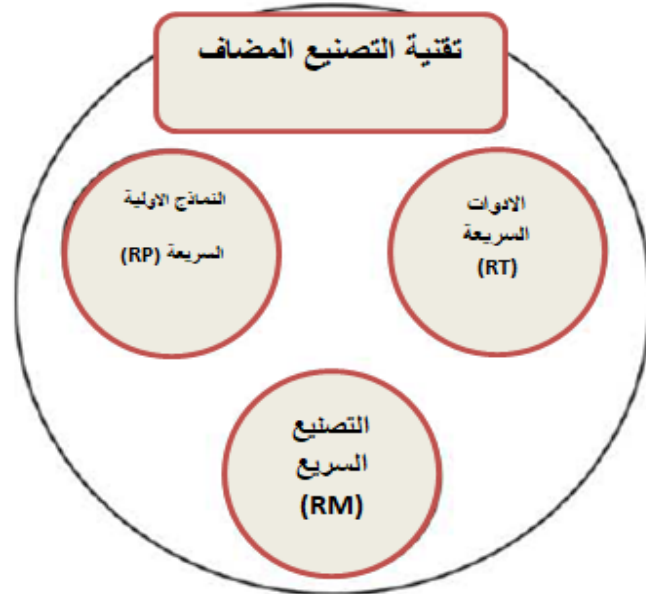 تقنية التصنيع المضاف
الادوات
السريعة
(RT)
النماذج الاولية
السريعة (RP)
التصنيع
السريع
(RM)